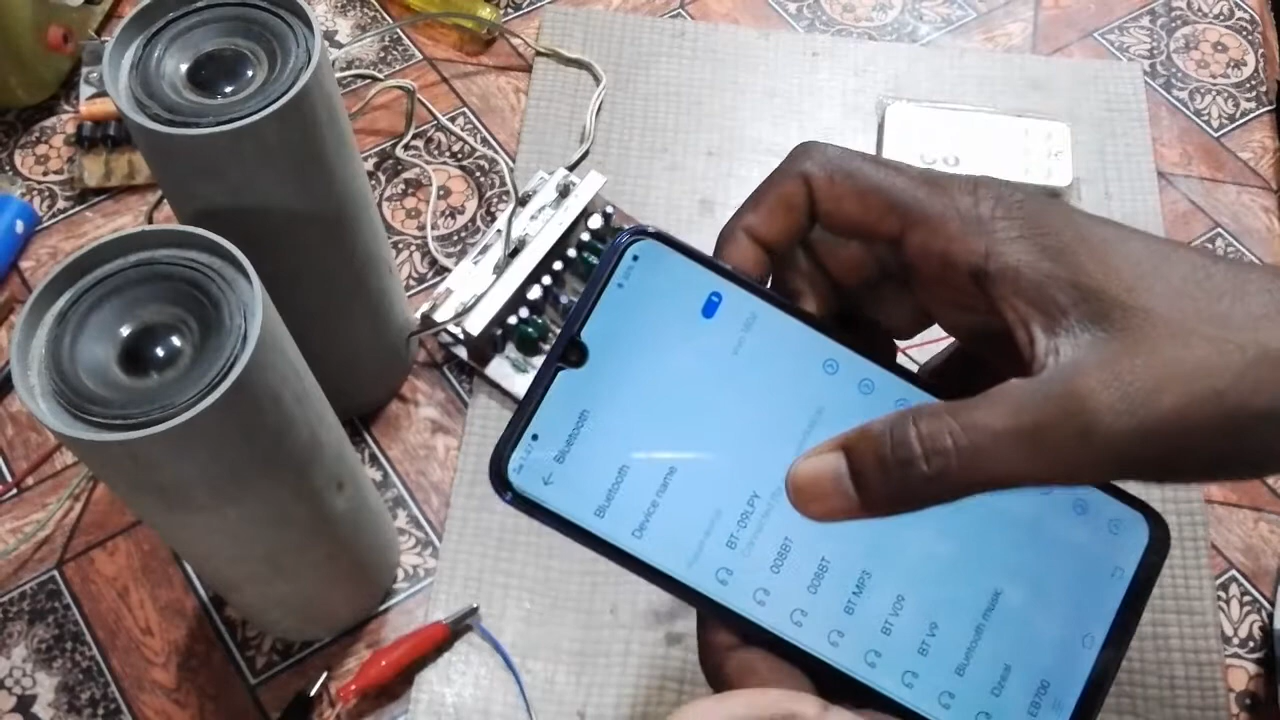 Bluetooth
Bluetooth
Device name
BT-09LPY
008BT
008BT
BT MP3
BT V09
BT V9
Bluetooth music
EB700